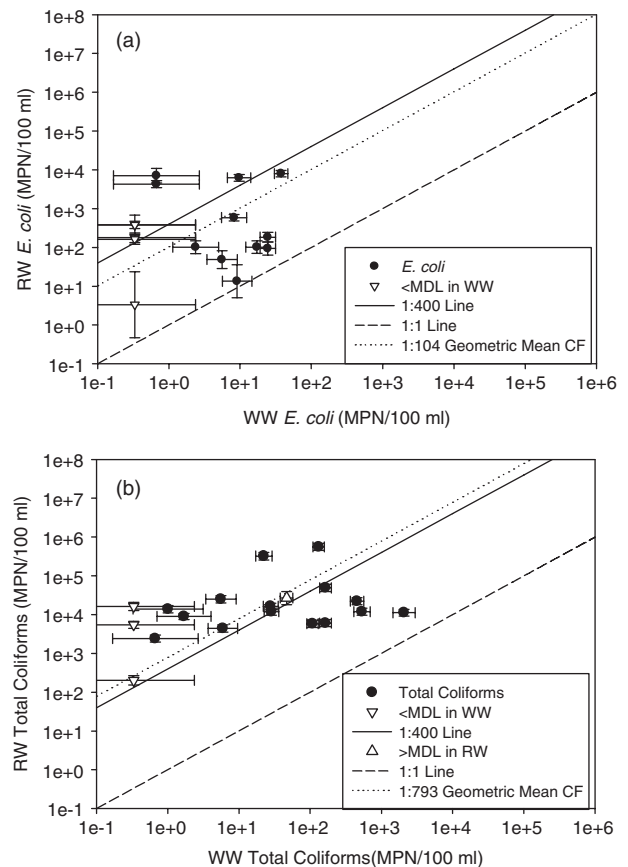 (a)
1e+8
1e+7
1e+6
1e+5
1e+4
1e+3
1e+2
1e+1
1e+0
1e-1
RW E. coli (MPN/100 ml)
E. coli
<MDL in WW
1:400 Line
1:1 Line
1:104 Geometric Mean CF
1e-1 1e+0 1e+1 1e+2 1e+3 1e+4 1e+5 1e+6
WW E. coli (MPN/100 ml)
(b)
1e+8
1e+7
1e+6
1e+5
1e+4
1e+3
1e+2
1e+1
1e+0
1e-1
RW Total Coliforms (MPN/100 ml)
Total Coliforms
<MDL in WW
1:400 Line
>MDL in RW
1:1 Line
1:793 Geometric Mean CF
1e-1 1e+0 1e+1 1e+2 1e+3 1e+4 1e+5 1e+6
WW Total Coliforms(MPN/100 ml)